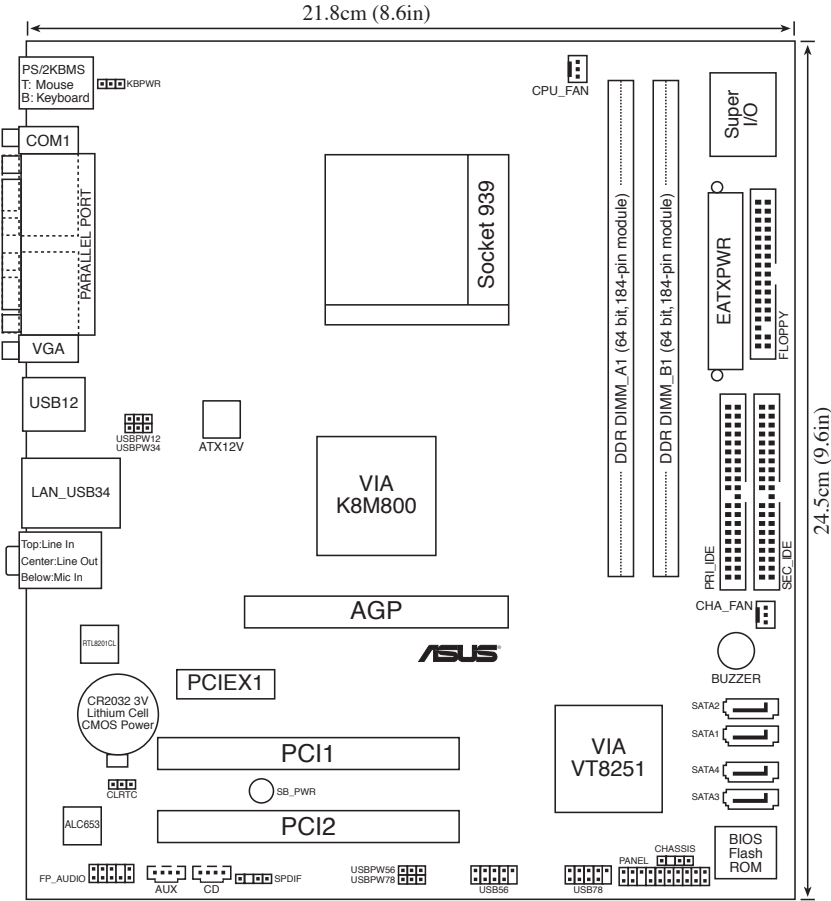 21.8cm (8.6in)
PS/2KBMS
T: Mouse
B: Keyboard
KBPWR
CPU_FAN
Super
I/O
COM1
PARALLEL PORT
Socket 939
DDR DIMM_A1 (64 bit,184-pin module)
DDR DIMM_B1 (64 bit,184-pin module)
EATXPWR
FLOPPY
VGA
USB12
USBPW12
USBPW34
ATX12V
24.5cm (9.6in)
LAN_USB34
VIA
K8M800
Top:Line In
Center:Line Out
Below:Mic In
PRI_IDE
SEC_IDE
AGP
CHA_FAN
RTL8201CL
ASUS
BUZZER
PCIEX1
CR2032 3V
Lithium Cell
CMOS Power
SATA2
SATA1
VIA
VT8251
PCI1
SATA4
CLRTC
SB_PWR
SATA3
ALC653
PCI2
BIOS
Flash
ROM
CHASSIS
PANEL
FP_AUDIO
AUX
CD
SPDIF
USBPW56
USBPW78
USB56
USB78